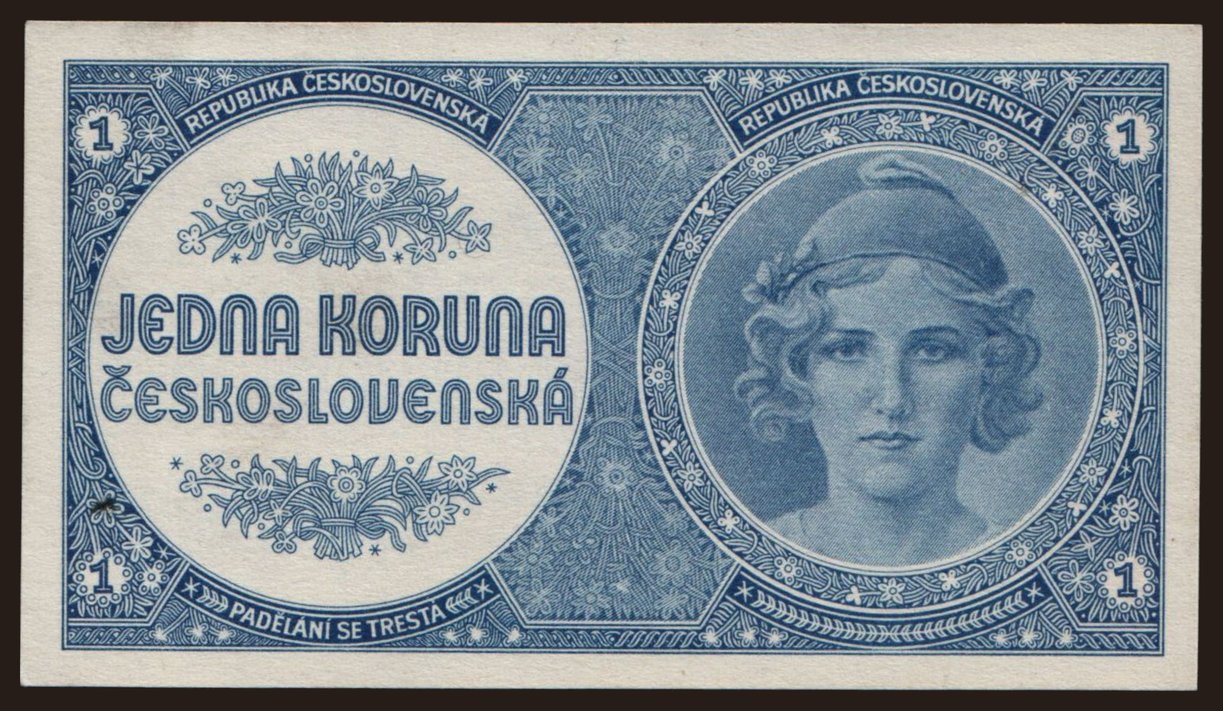 REPUBLIKA ČESKOSLOVENSKÁ
REPUBLIKA ČESKOSLOVENSKÁ
1
1
JEDNA KORUNA
ČESKOSLOVENSKÁ
1
1
PADĚLÁNÍ SE TRESTÁ